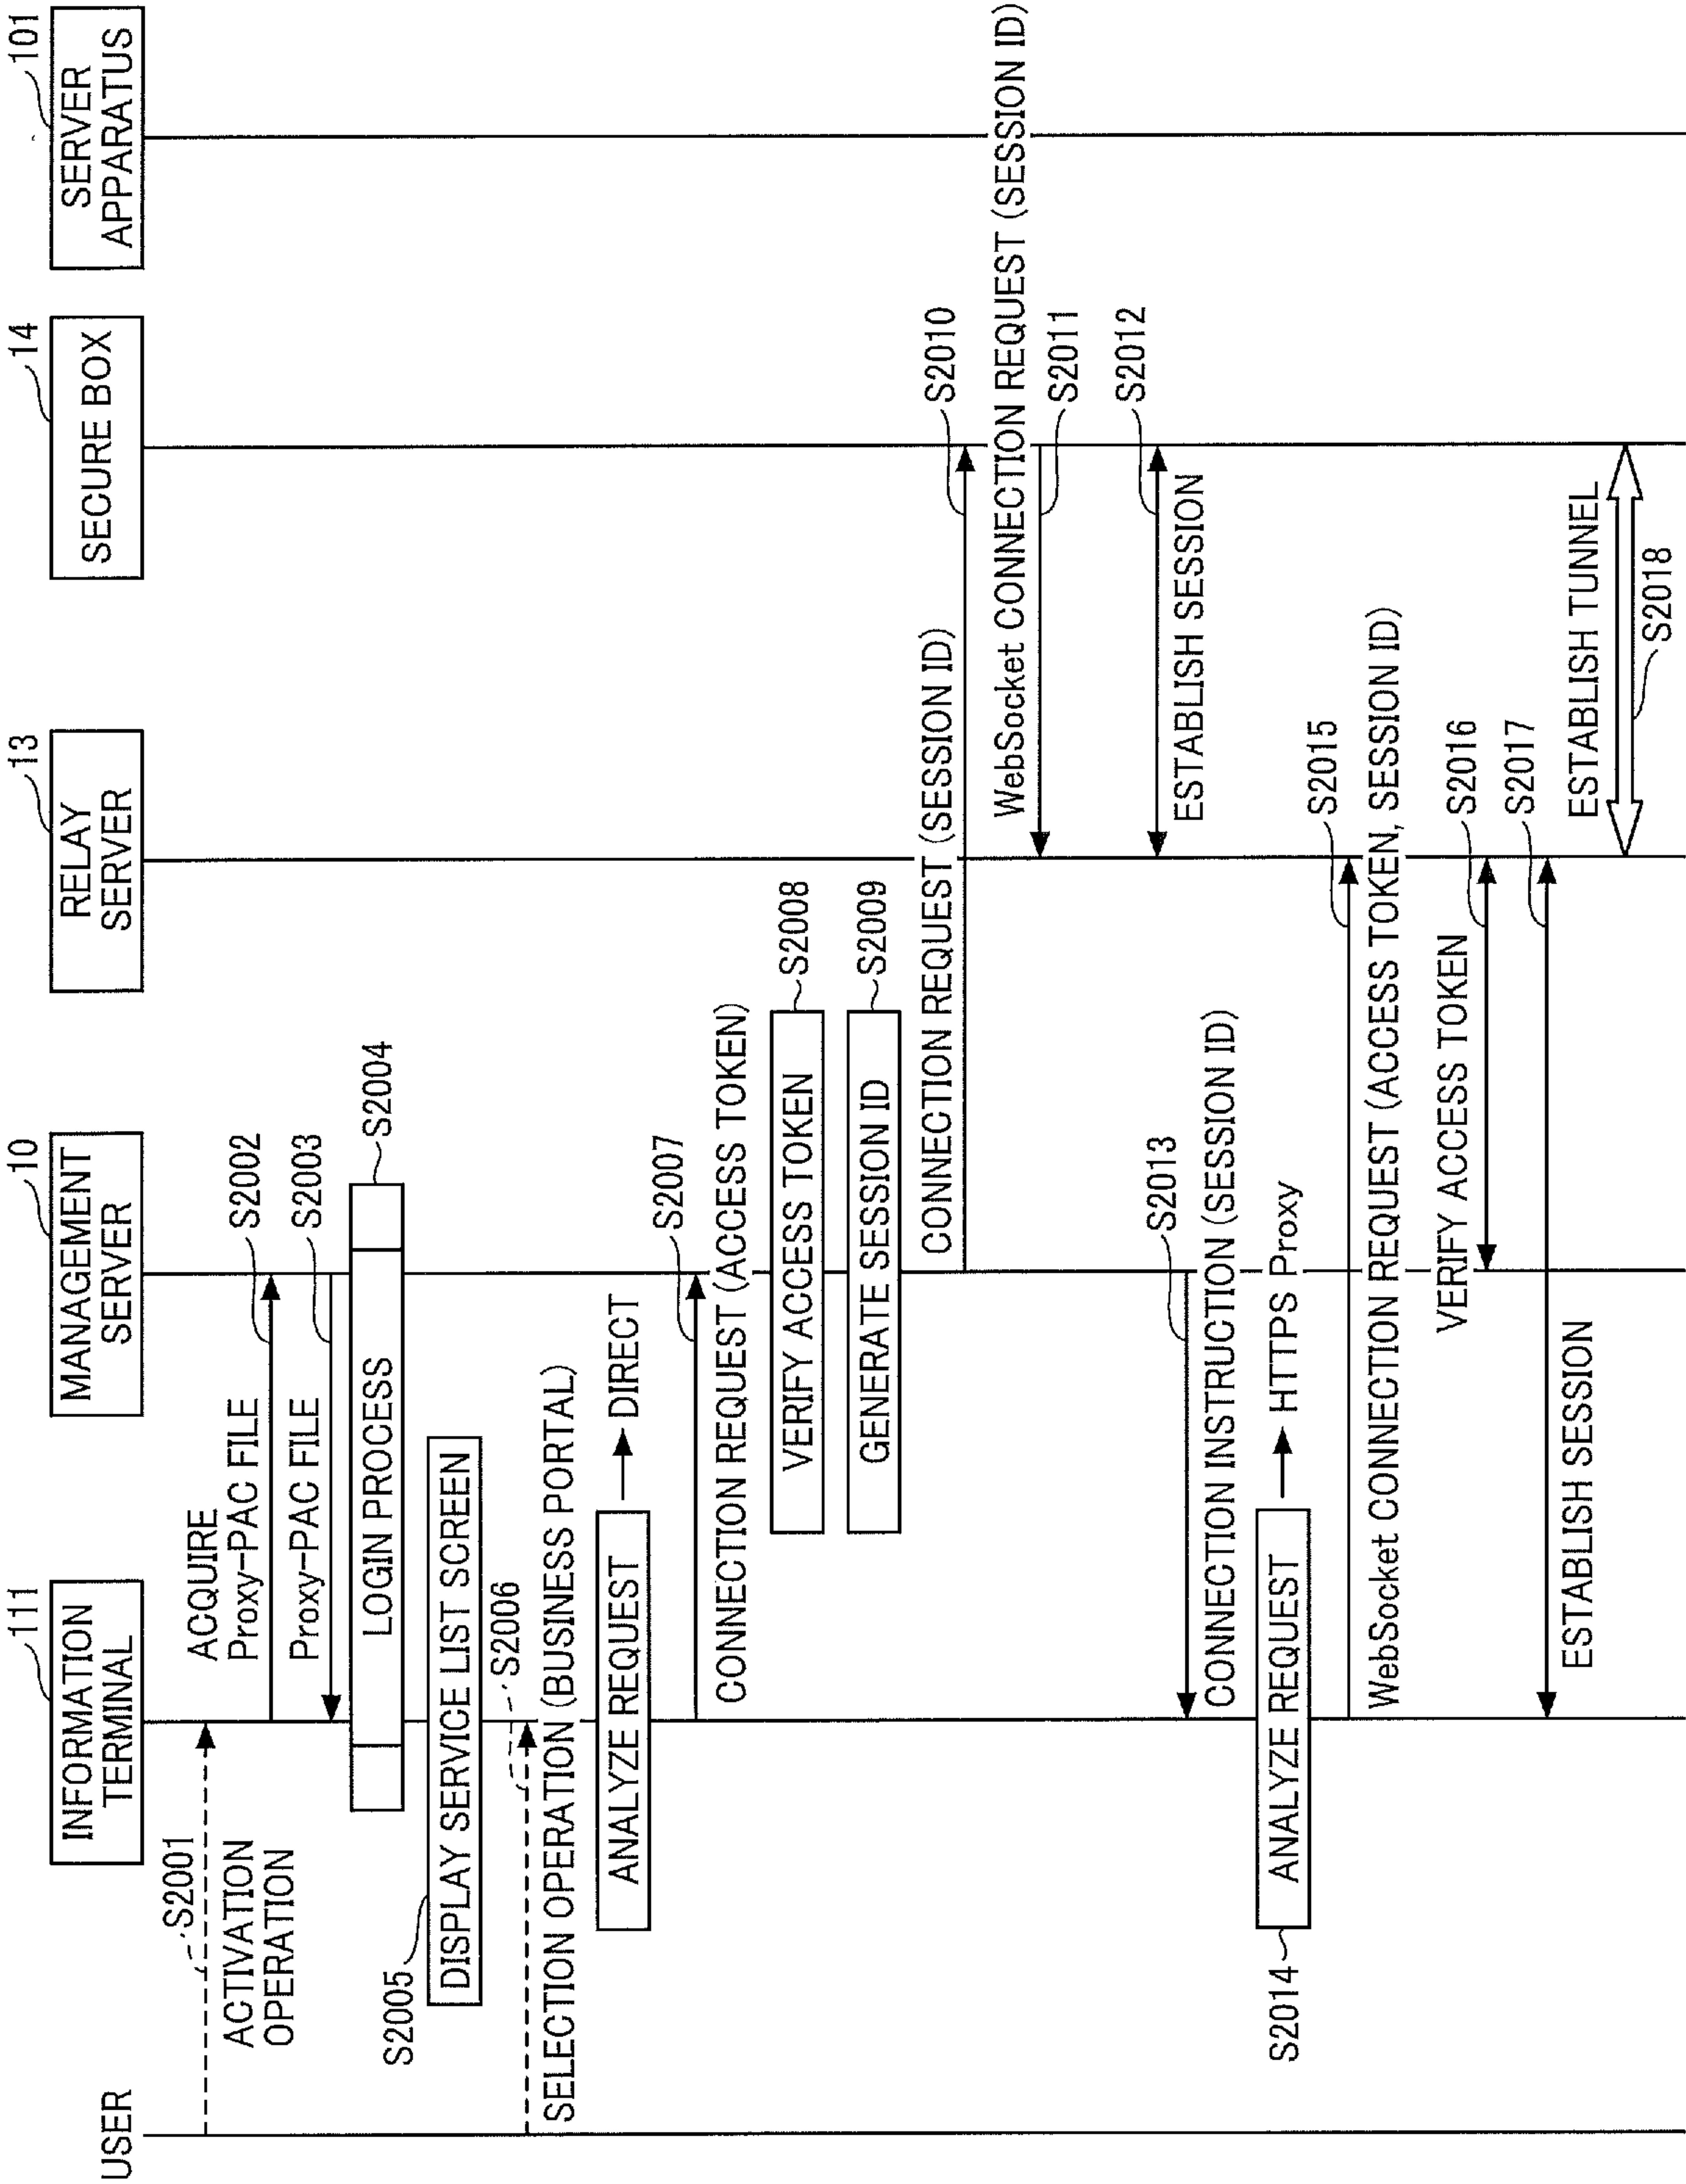 USER
111
INFORMATION
TERMINAL
10
MANAGEMENT
SERVER
13
RELAY
SERVER
14
SECURE BOX
101
SERVER
APPARATUS
S2001
ACTIVATION
OPERATION
ACQUIRE
Proxy-PAC FILE
S2002
Proxy-PAC FILE
S2003
LOGIN PROCESS
S2004
S2005
DISPLAY SERVICE LIST SCREEN
S2006
SELECTION OPERATION (BUSINESS PORTAL)
ANALYZE REQUEST
DIRECT
S2007
CONNECTION REQUEST (ACCESS TOKEN)
VERIFY ACCESS TOKEN
S2008
GENERATE SESSION ID
S2009
CONNECTION REQUEST (SESSION ID)
S2010
WebSocket CONNECTION REQUEST (SESSION ID)
S2011
S2012
ESTABLISH SESSION
S2013
CONNECTION INSTRUCTION (SESSION ID)
S2014
ANALYZE REQUEST
HTTPS Proxy
S2015
WebSocket CONNECTION REQUEST (ACCESS TOKEN, SESSION ID)
VERIFY ACCESS TOKEN
S2016
S2017
ESTABLISH SESSION
ESTABLISH TUNNEL
S2018